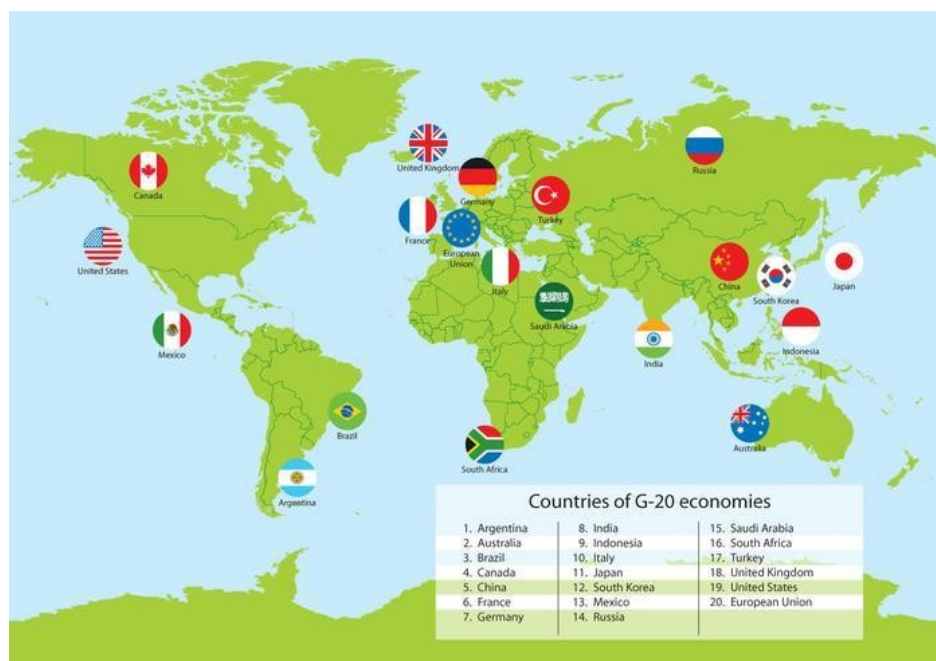 United Kingdom
Russia
Canada
Germany
Turkey
France
European
Union
United States
Italy
China
South Korea
Japan
Saudi Arabia
Mexico
India
Indonesia
Brazil
Australia
South Africa
Argentina
Countries of G-20 economies
1. Argentina
2. Australia
3. Brazil
4. Canada
5. China
6. France
7. Germany
8. India
9. Indonesia
10. Italy
11. Japan
12. South Korea
13. Mexico
14. Russia
15. Saudi Arabia
16. South Africa
17. Turkey
18. United Kingdom
19. United States
20. European Union